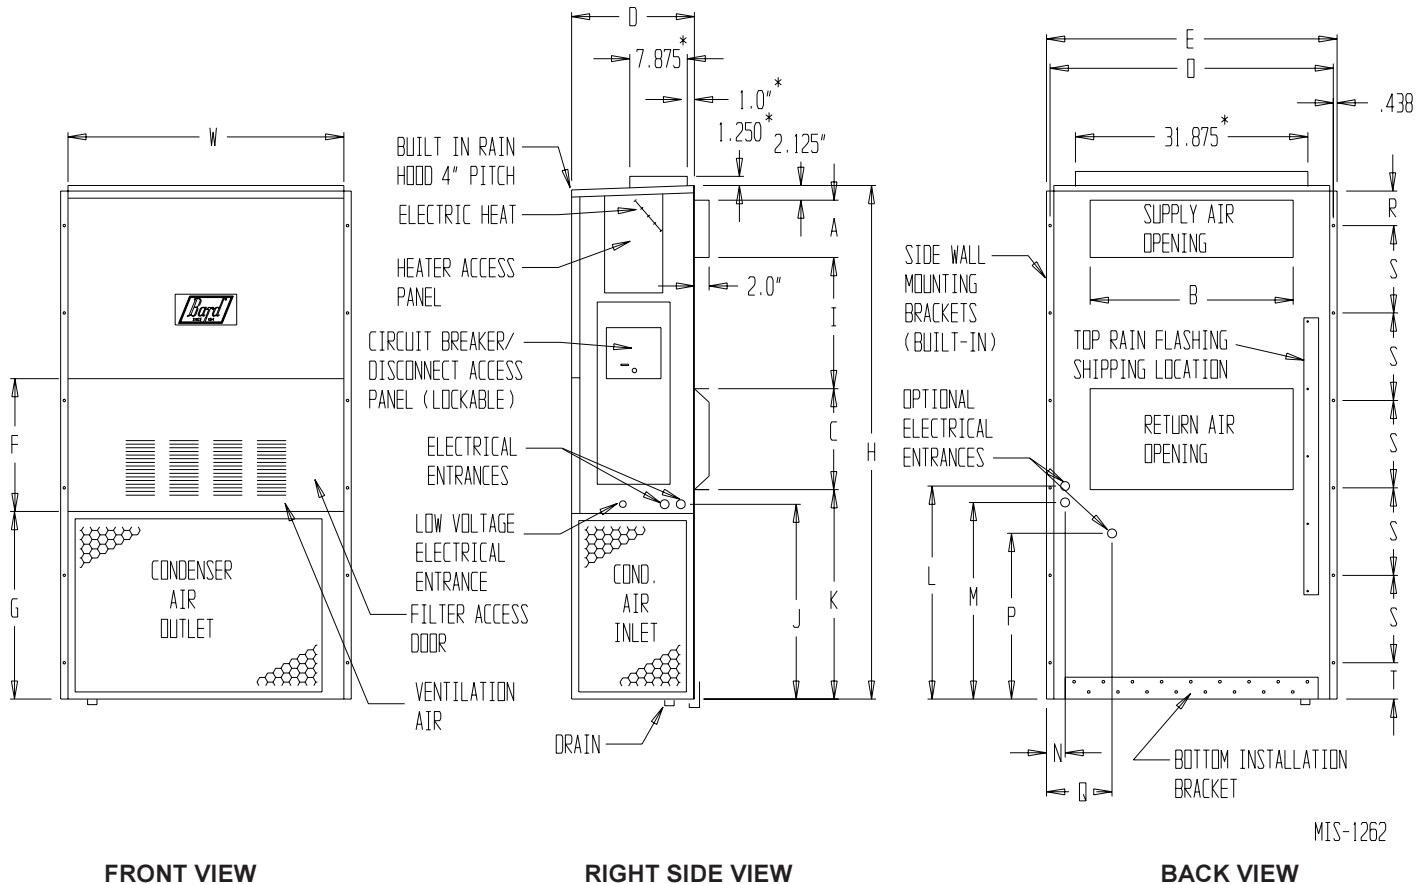 W
F
G
Bard
CONDENSER
AIR
OUTLET
BUILT IN RAIN
HOOD 4" PITCH
ELECTRIC HEAT
HEATER ACCESS
PANEL
CIRCUIT BREAKER/
DISCONNECT ACCESS
PANEL (LOCKABLE)
ELECTRICAL
ENTRANCES
LOW VOLTAGE
ELECTRICAL
ENTRANCE
FILTER ACCESS
DOOR
VENTILATION
AIR
DRAIN
D
7.875*
1.0"*
1.250*
2.125"
A
2.0"
I
C
H
J
K
COND.
AIR
INLET
E
O
.438
31.875*
SUPPLY AIR
OPENING
B
SIDE WALL
MOUNTING
BRACKETS
(BUILT-IN)
TOP RAIN FLASHING
SHIPPING LOCATION
OPTIONAL
ELECTRICAL
ENTRANCES
RETURN AIR
OPENING
R
S
S
S
S
S
T
L
M
P
N
Q
BOTTOM INSTALLATION
BRACKET
MIS-1262
FRONT VIEW
RIGHT SIDE VIEW
BACK VIEW